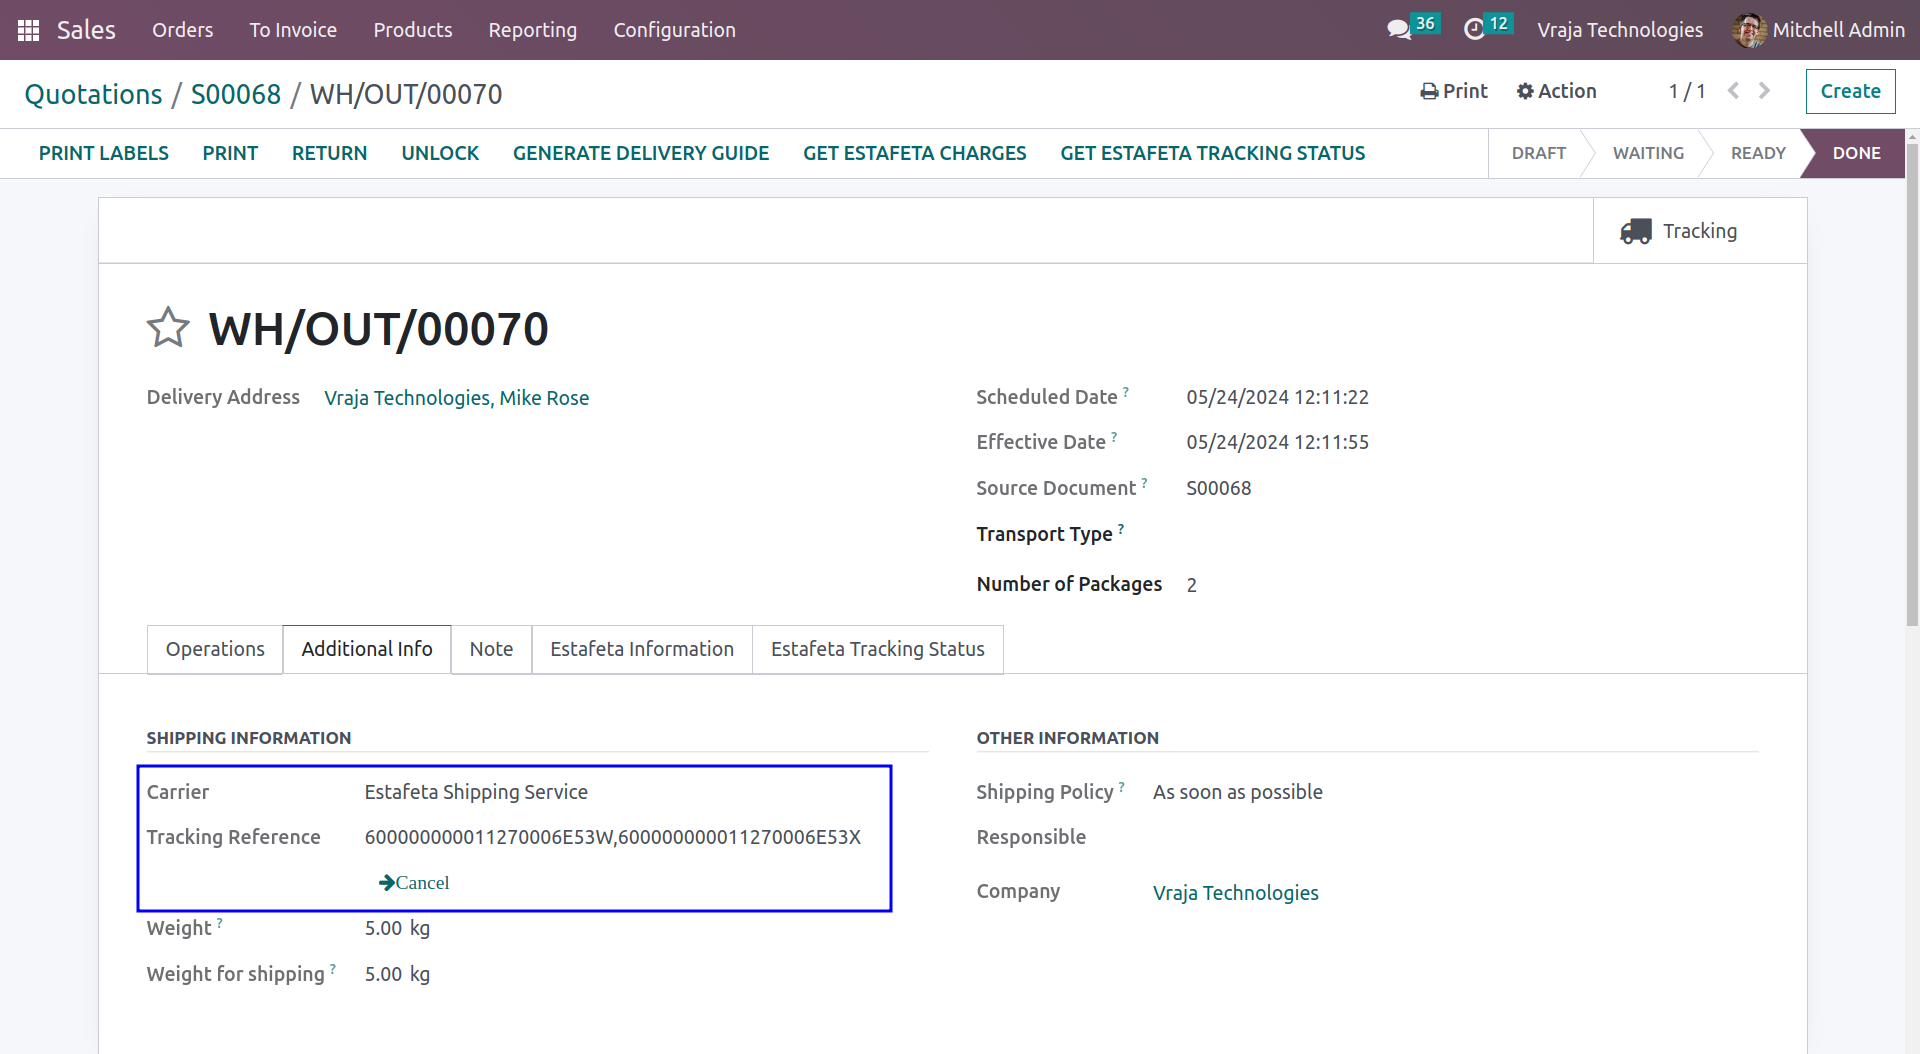 Sales Orders To Invoice Products Reporting Configuration 36 12 Vraja Technologies Mitchell Admin
Quotations / S00068 / WH/OUT/00070 Print Action 1 / 1 Create
PRINT LABELS PRINT RETURN UNLOCK GENERATE DELIVERY GUIDE GET ESTAFETA CHARGES GET ESTAFETA TRACKING STATUS DRAFT WAITING READY DONE
Tracking
WH/OUT/00070
Delivery Address Vraja Technologies, Mike Rose
Scheduled Date ? 05/24/2024 12:11:22
Effective Date ? 05/24/2024 12:11:55
Source Document ? S00068
Transport Type ?
Number of Packages 2
Operations Additional Info Note Estafeta Information Estafeta Tracking Status
SHIPPING INFORMATION
Carrier Estafeta Shipping Service
Tracking Reference 600000000011270006E53W,600000000011270006E53X
Cancel
Weight ? 5.00 kg
Weight for shipping ? 5.00 kg
OTHER INFORMATION
Shipping Policy ? As soon as possible
Responsible
Company Vraja Technologies